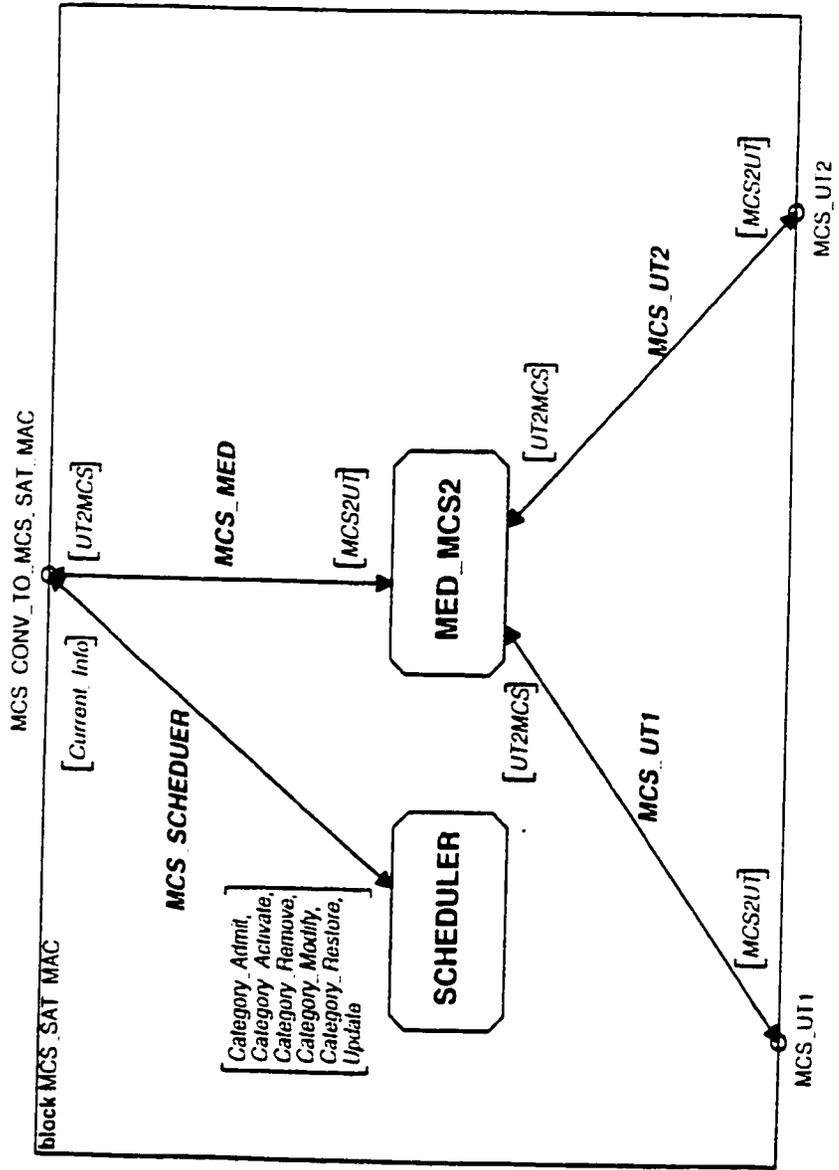 block MCS_SAT_MAC
MCS_CONV_TO_MCS_SAT_MAC
[Current_Info]
[UT2MCS]
MCS_SCHEDUER
MCS_MED
[Category_Admit,
Category_Activate,
Category_Remove,
Category_Modify,
Category_Restore,
Update]
[MCS2UT]
SCHEDULER
MED_MCS2
[UT2MCS]
[UT2MCS]
MCS_UT1
MCS_UT2
[MCS2UT]
[MCS2UT]
MCS_UT1
MCS_UT2